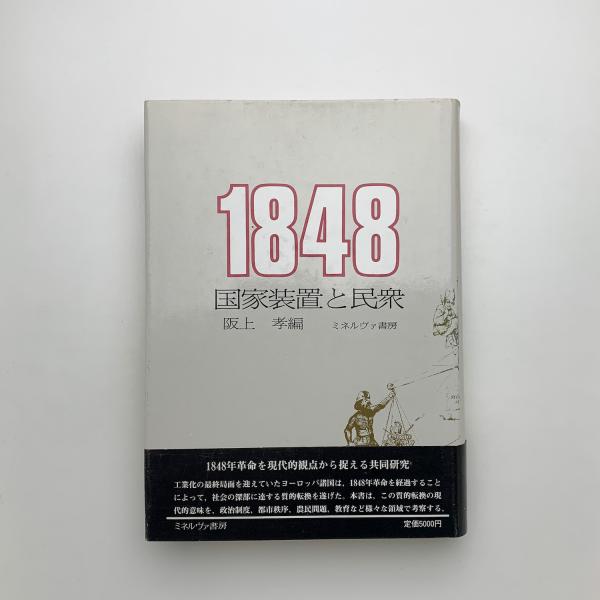 1848
国家装置と民衆
阪上 孝編 ミネルヴァ書房
1848年革命を現代的観点から捉える共同研究
工業化の最終局面を迎えていたヨーロッパ諸国は，1848年革命を経過すること
によって，社会の深部に達する質的転換を遂げた。本書は，この質的転換の現
代的意味を，政治制度，都市秩序，農民問題，教育など様々な領域で考察する。
ミネルヴァ書房 定価5000円